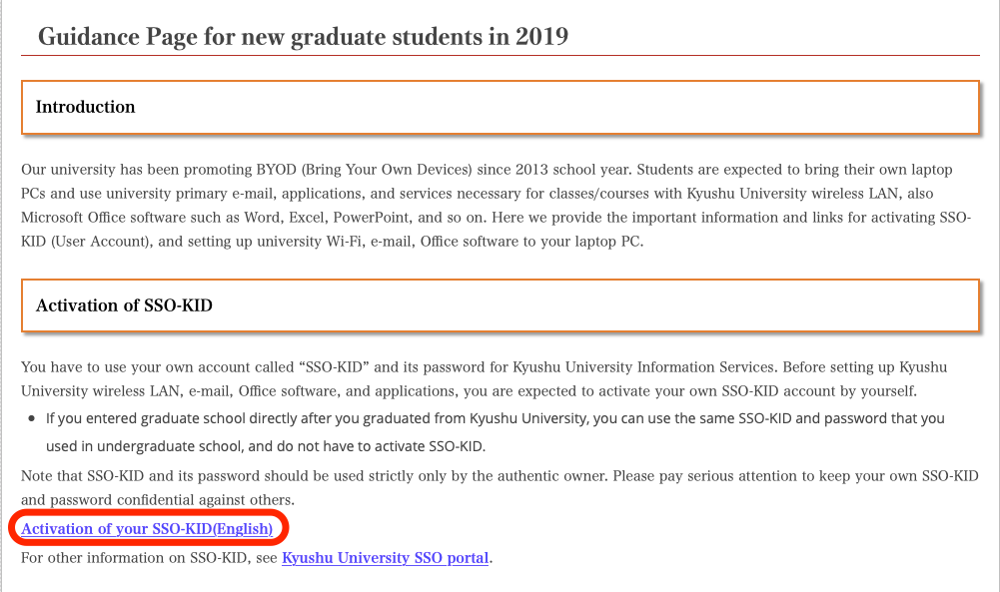 Guidance Page for new graduate students in 2019
Introduction
Our university has been promoting BYOD (Bring Your Own Devices) since 2013 school year. Students are expected to bring their own laptop
PCs and use university primary e-mail, applications, and services necessary for classes/courses with Kyushu University wireless LAN, also
Microsoft Office software such as Word, Excel, PowerPoint, and so on. Here we provide the important information and links for activating SSO-
KID (User Account), and setting up university Wi-Fi, e-mail, Office software to your laptop PC.
Activation of SSO-KID
You have to use your own account called “SSO-KID” and its password for Kyushu University Information Services. Before setting up Kyushu
University wireless LAN, e-mail, Office software, and applications, you are expected to activate your own SSO-KID account by yourself.
• If you entered graduate school directly after you graduated from Kyushu University, you can use the same SSO-KID and password that you
used in undergraduate school, and do not have to activate SSO-KID.
Note that SSO-KID and its password should be used strictly only by the authentic owner. Please pay serious attention to keep your own SSO-KID
and password confidential against others.
Activation of your SSO-KID(English)
For other information on SSO-KID, see Kyushu University SSO portal.